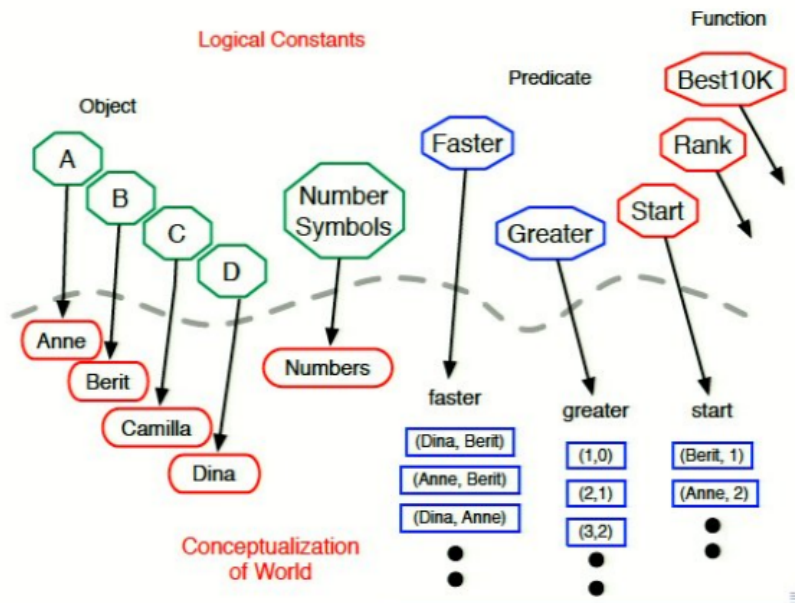 Function
Logical Constants
Best10K
Predicate
Object
Faster
Rank
A
B
Number
Symbols
Start
C
Greater
D
Anne
Berit
Numbers
Camilla
Dina
faster
greater
start
(Dina, Berit)
(1,0)
(Berit, 1)
(Anne, Berit)
(2,1)
(Anne, 2)
(Dina, Anne)
(3,2)
Conceptualization
of World